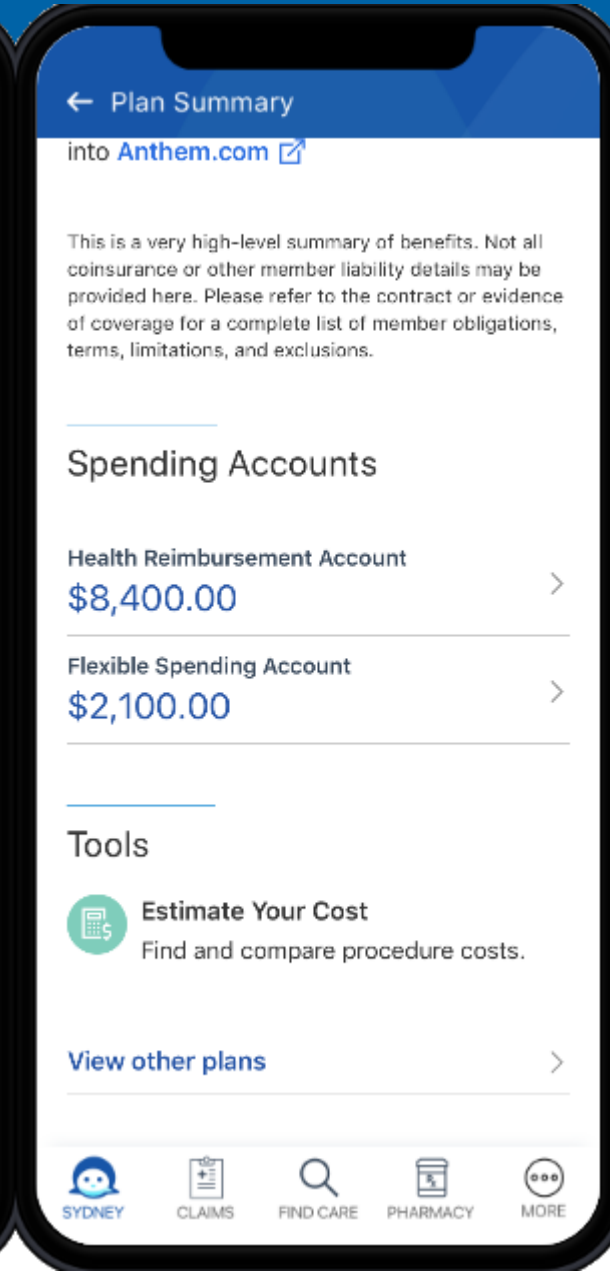 ← Plan Summary
into Anthem.com
This is a very high-level summary of benefits. Not all
coinsurance or other member liability details may be
provided here. Please refer to the contract or evidence
of coverage for a complete list of member obligations,
terms, limitations, and exclusions.
Spending Accounts
Health Reimbursement Account
$8,400.00
Flexible Spending Account
$2,100.00
Tools
Estimate Your Cost
Find and compare procedure costs.
View other plans
SYDNEY CLAIMS FIND CARE PHARMACY MORE